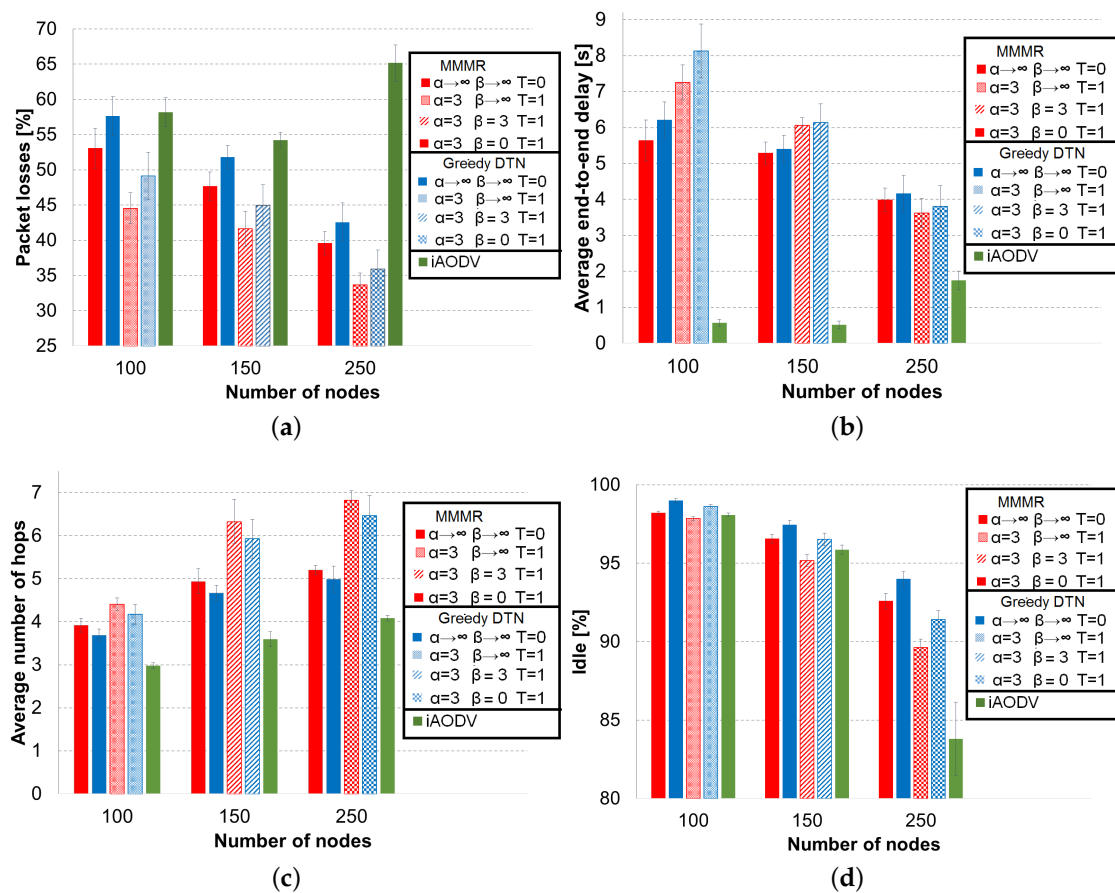 70
65
60
55
50
45
40
35
30
25
Packet losses [%]
100 150 250
Number of nodes
MMMR
α→∞ β→∞ T=0
α=3 β→∞ T=1
α=3 β=3 T=1
α=3 β=0 T=1
Greedy DTN
α→∞ β→∞ T=0
α=3 β→∞ T=1
α=3 β=3 T=1
α=3 β=0 T=1
iAODV
(a)
9
8
7
6
5
4
3
2
1
0
Average end-to-end delay [s]
100 150 250
Number of nodes
MMMR
α→∞ β→∞ T=0
α=3 β→∞ T=1
α=3 β=3 T=1
α=3 β=0 T=1
Greedy DTN
α→∞ β→∞ T=0
α=3 β→∞ T=1
α=3 β=3 T=1
α=3 β=0 T=1
iAODV
(b)
7
6
5
4
3
2
1
0
Average number of hops
100 150 250
Number of nodes
MMMR
α→∞ β→∞ T=0
α=3 β→∞ T=1
α=3 β=3 T=1
α=3 β=0 T=1
Greedy DTN
α→∞ β→∞ T=0
α=3 β→∞ T=1
α=3 β=3 T=1
α=3 β=0 T=1
iAODV
(c)
100
95
90
85
80
Idle [%]
100 150 250
Number of nodes
MMMR
α→∞ β→∞ T=0
α=3 β→∞ T=1
α=3 β=3 T=1
α=3 β=0 T=1
Greedy DTN
α→∞ β→∞ T=0
α=3 β→∞ T=1
α=3 β=3 T=1
α=3 β=0 T=1
iAODV
(d)